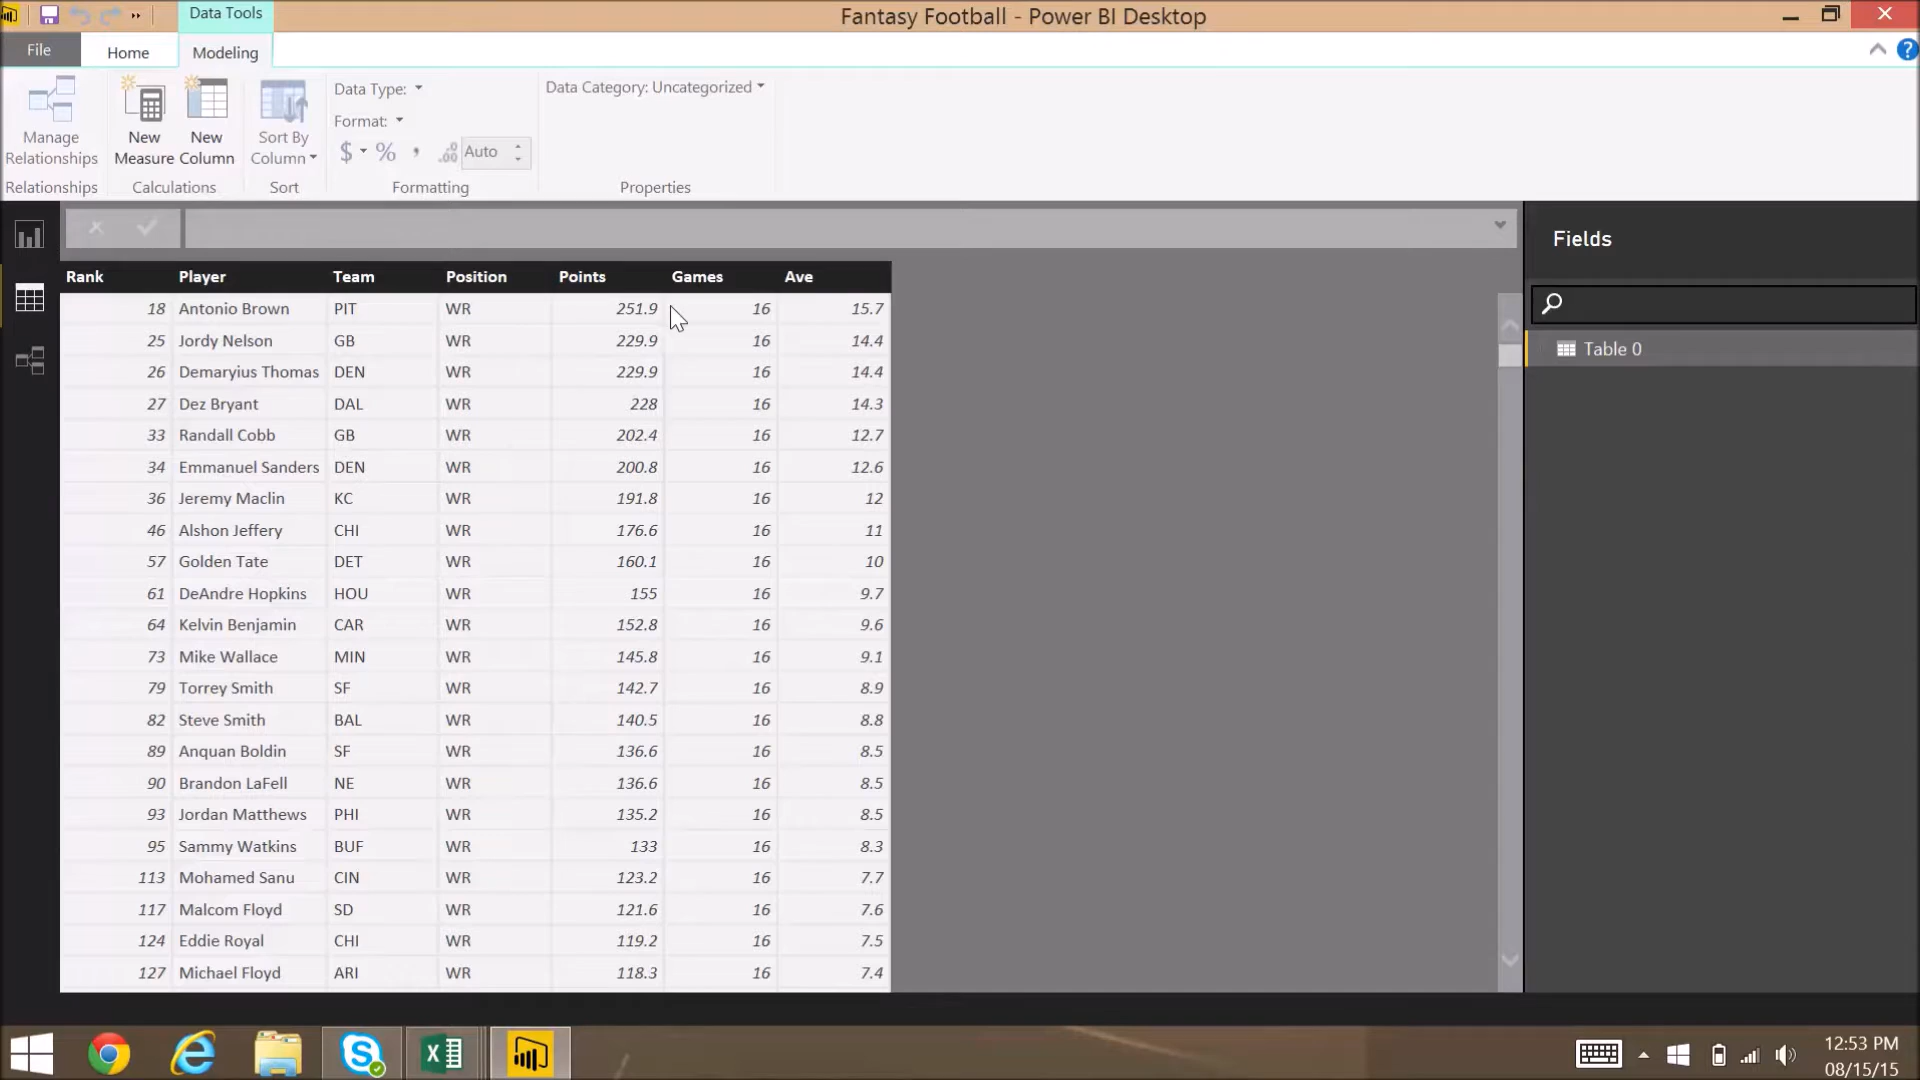 Data Tools
Fantasy Football - Power BI Desktop
File Home Modeling
Manage Relationships
New Measure
New Column
Sort By Column
Data Type:
Format:
$ % , .00 Auto
Data Category: Uncategorized
Relationships Calculations Sort Formatting Properties
Fields
Table 0
Rank Player Team Position Points Games Ave
18 Antonio Brown PIT WR 251.9 16 15.7
25 Jordy Nelson GB WR 229.9 16 14.4
26 Demaryius Thomas DEN WR 229.9 16 14.4
27 Dez Bryant DAL WR 228 16 14.3
33 Randall Cobb GB WR 202.4 16 12.7
34 Emmanuel Sanders DEN WR 200.8 16 12.6
36 Jeremy Maclin KC WR 191.8 16 12
46 Alshon Jeffery CHI WR 176.6 16 11
57 Golden Tate DET WR 160.1 16 10
61 DeAndre Hopkins HOU WR 155 16 9.7
64 Kelvin Benjamin CAR WR 152.8 16 9.6
73 Mike Wallace MIN WR 145.8 16 9.1
79 Torrey Smith SF WR 142.7 16 8.9
82 Steve Smith BAL WR 140.5 16 8.8
89 Anquan Boldin SF WR 136.6 16 8.5
90 Brandon LaFell NE WR 136.6 16 8.5
93 Jordan Matthews PHI WR 135.2 16 8.5
95 Sammy Watkins BUF WR 133 16 8.3
113 Mohamed Sanu CIN WR 123.2 16 7.7
117 Malcom Floyd SD WR 121.6 16 7.6
124 Eddie Royal CHI WR 119.2 16 7.5
127 Michael Floyd ARI WR 118.3 16 7.4
12:53 PM
08/15/15